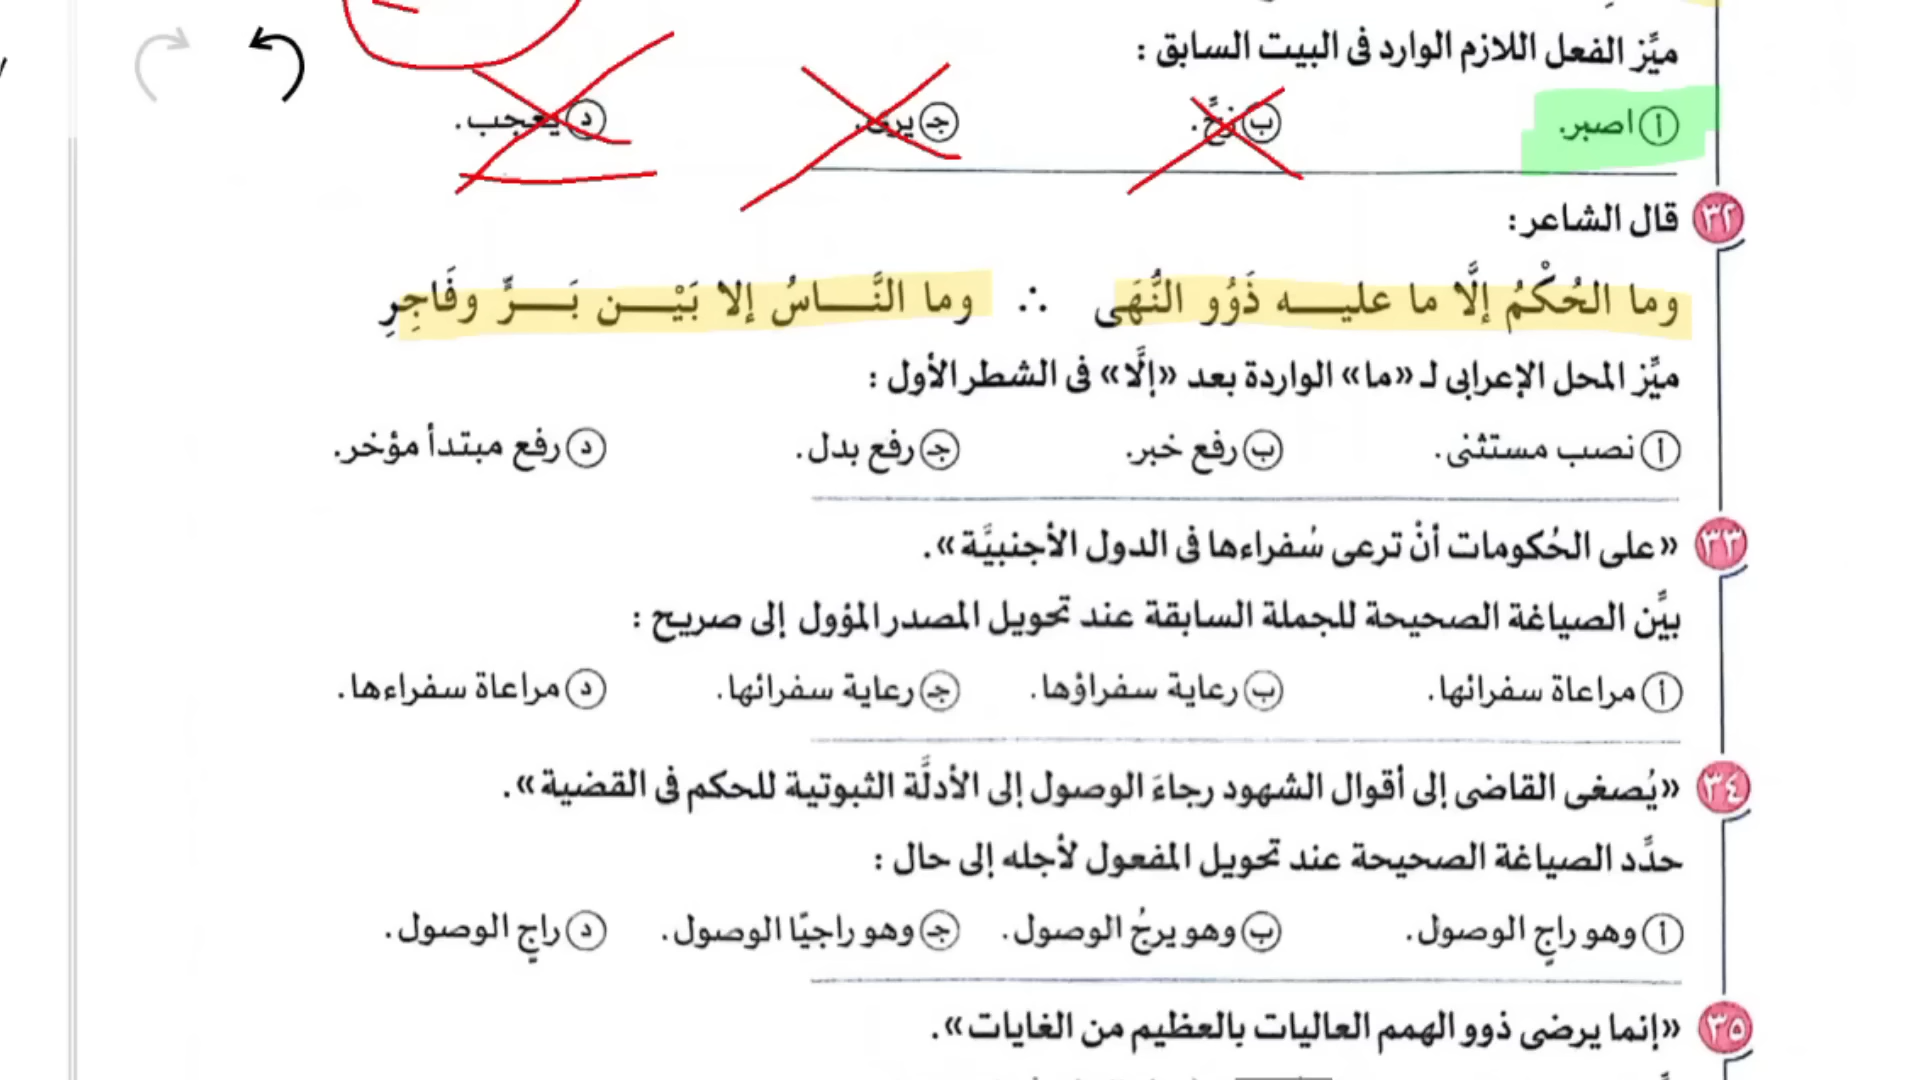 ميِّز الفعل اللازم الوارد فى البيت السابق :
أ اصبر. ب زجَّ. جـ يرى. د يعجب.
٣٢ قال الشاعر :
وما الحُكْمُ إلَّا ما عليـــه ذَوُو النُّهَى ∴ وما النَّـــاسُ إلا بَيْـــن بَـــرٍّ وفَاجِرِ
ميِّز المحل الإعرابى لـ «ما» الواردة بعد «إلَّا» فى الشطر الأول :
أ نصب مستثنى. ب رفع خبر. جـ رفع بدل. د رفع مبتدأ مؤخر.
٣٣ «على الحُكومات أنْ ترعى سُفراءها فى الدول الأجنبيَّة».
بيِّن الصياغة الصحيحة للجملة السابقة عند تحويل المصدر المؤول إلى صريح :
أ مراعاة سفرائها. ب رعاية سفراؤها. جـ رعاية سفرائها. د مراعاة سفراءها.
٣٤ «يُصغى القاضى إلى أقوال الشهود رجاءَ الوصول إلى الأدلَّة الثبوتية للحكم فى القضية».
حدِّد الصياغة الصحيحة عند تحويل المفعول لأجله إلى حال :
أ وهو راجٍ الوصول. ب وهو يرجُ الوصول. جـ وهو راجيًا الوصول. د راجٍ الوصول.
٣٥ «إنما يرضى ذوو الهمم العاليات بالعظيم من الغايات».